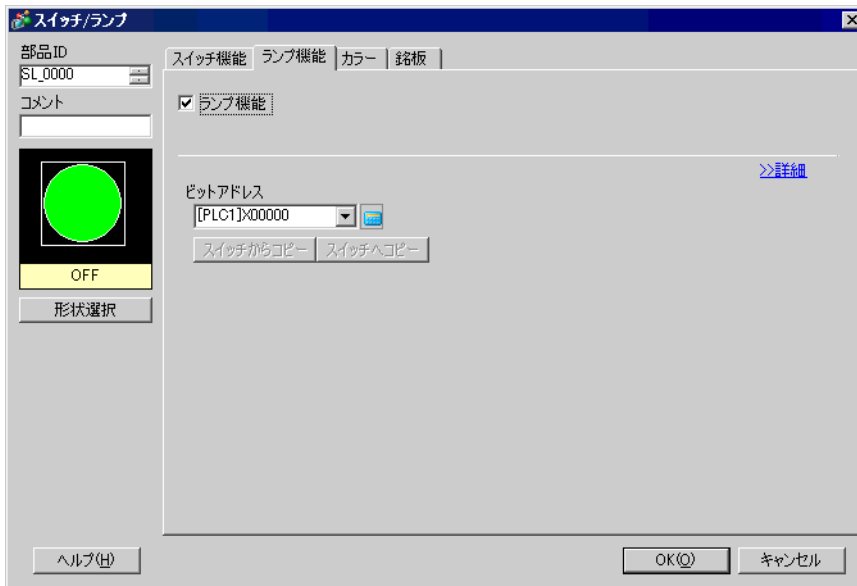 スイッチ/ランプ
部品ID
SL_0000
コメント
OFF
形状選択
スイッチ機能 ランプ機能 カラー 銘板
ランプ機能
>>詳細
ビットアドレス
[PLC1]X00000
スイッチからコピー スイッチへコピー
ヘルプ(H) OK(O) キャンセル